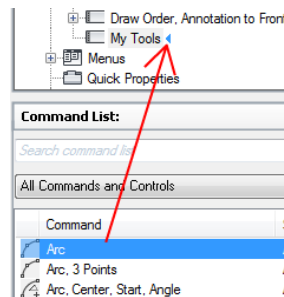 Draw Order, Annotation to Front
My Tools
Menus
Quick Properties
Command List:
Search command list
All Commands and Controls
Command
Arc
Arc, 3 Points
Arc, Center, Start, Angle